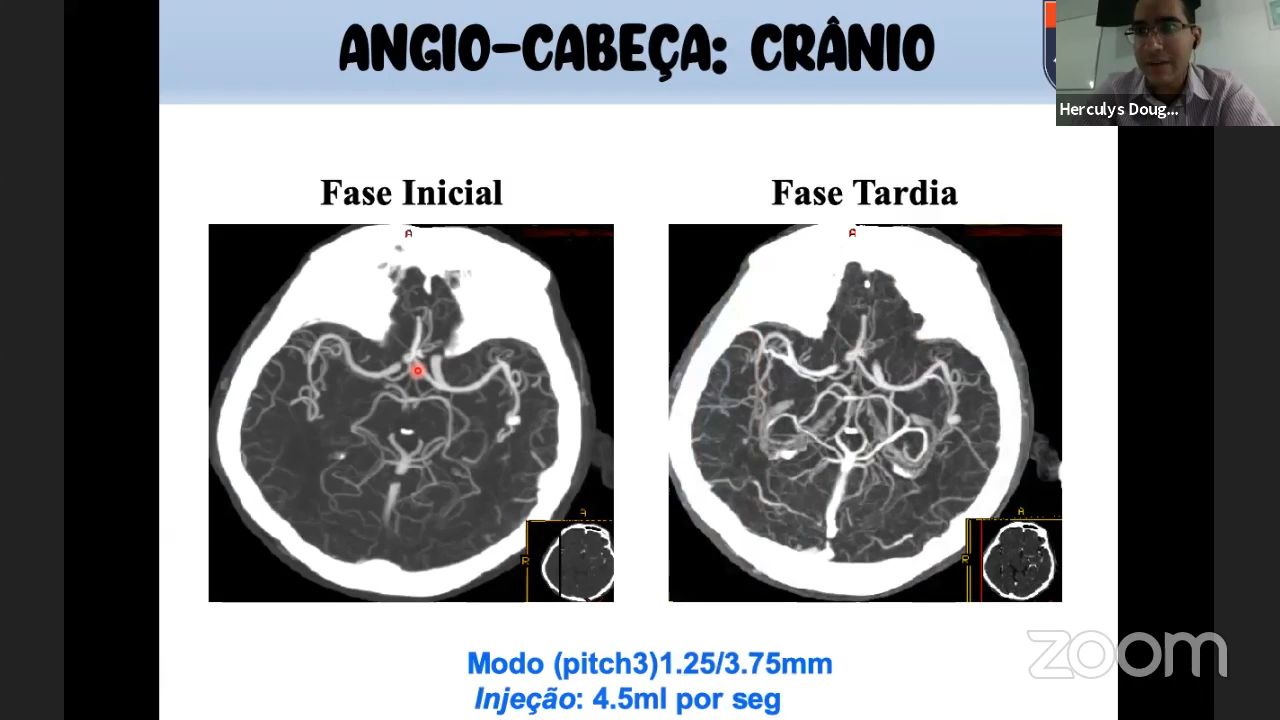 ANGIO-CABEÇA: CRÂNIO
Herculys Doug...
Fase Inicial
Fase Tardia
A
A
A
R
A
R
Modo (pitch3)1.25/3.75mm
Injeção: 4.5ml por seg
zoom